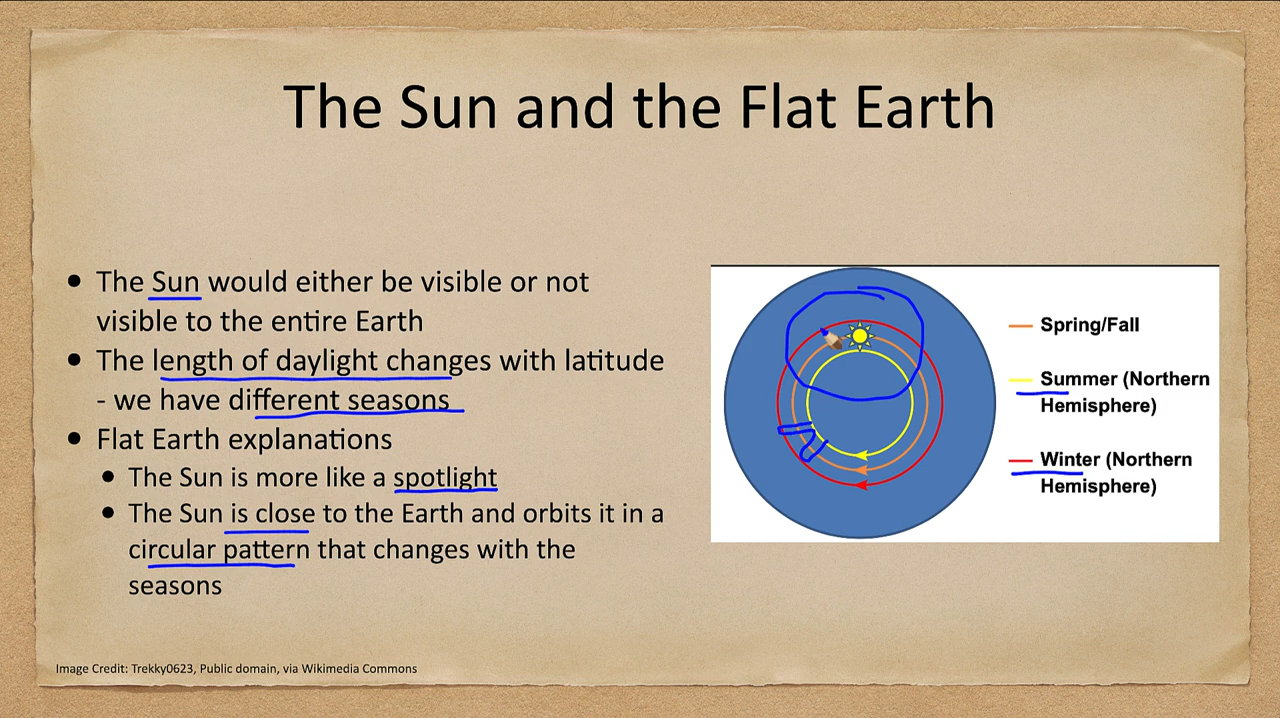 The Sun and the Flat Earth
• The Sun would either be visible or not
visible to the entire Earth
• The length of daylight changes with latitude
- we have different seasons
• Flat Earth explanations
• The Sun is more like a spotlight
• The Sun is close to the Earth and orbits it in a
circular pattern that changes with the
seasons
Spring/Fall
Summer (Northern
Hemisphere)
Winter (Northern
Hemisphere)
Image Credit: Trekky0623, Public domain, via Wikimedia Commons